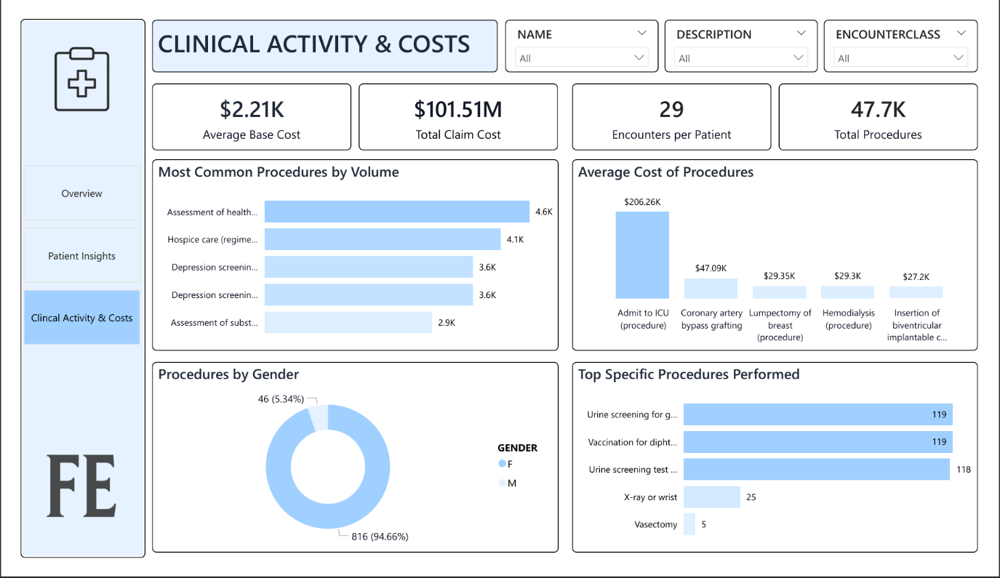 CLINICAL ACTIVITY & COSTS
NAME
All
DESCRIPTION
All
ENCOUNTERCLASS
All
$2.21K
Average Base Cost
$101.51M
Total Claim Cost
29
Encounters per Patient
47.7K
Total Procedures
Overview
Patient Insights
Clincal Activity & Costs
FE
Most Common Procedures by Volume
Assessment of health... 4.6K
Hospice care (regime... 4.1K
Depression screenin... 3.6K
Depression screenin... 3.6K
Assessment of subst... 2.9K
Average Cost of Procedures
$206.26K
$47.09K
$29.35K
$29.3K
$27.2K
Admit to ICU
(procedure)
Coronary artery
bypass grafting
Lumpectomy of
breast
(procedure)
Hemodialysis
(procedure)
Insertion of
biventricular
implantable c...
Procedures by Gender
46 (5.34%)
816 (94.66%)
GENDER
F
M
Top Specific Procedures Performed
Urine screening for g... 119
Vaccination for dipht... 119
Urine screening test ... 118
X-ray or wrist 25
Vasectomy 5